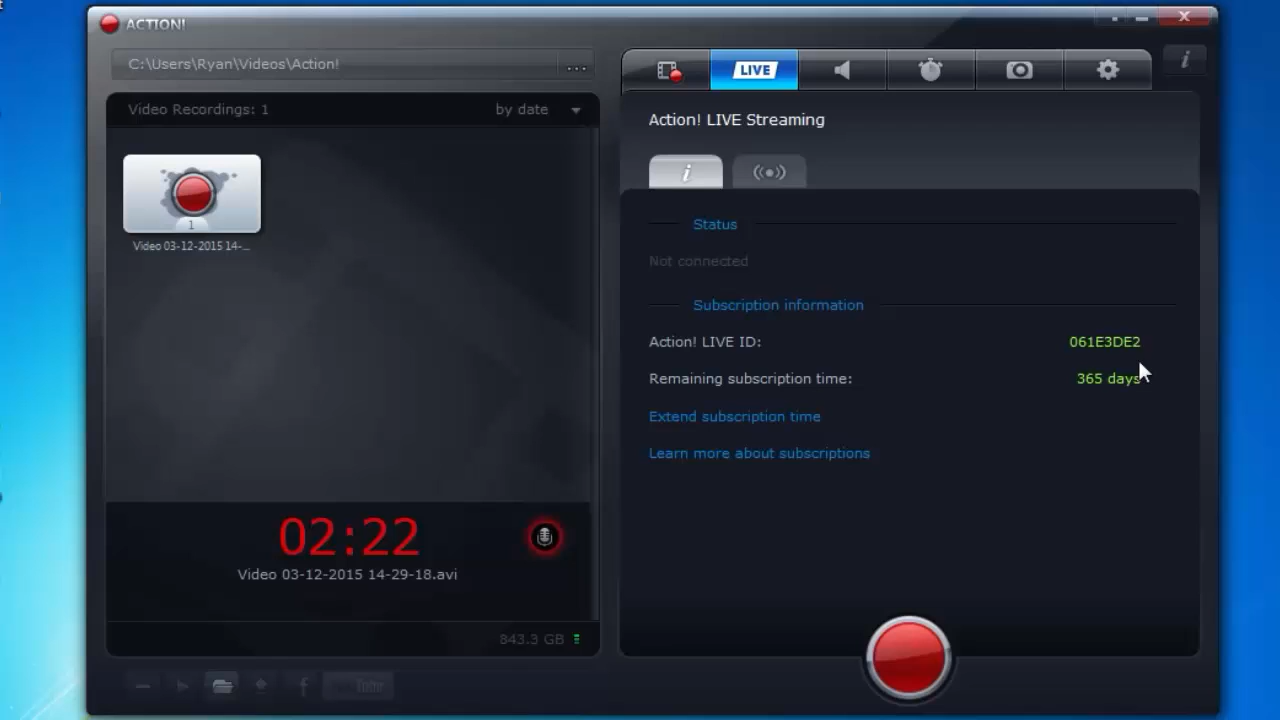 ACTION!
C:\Users\Ryan\Videos\Action!
...
LIVE
i
Video Recordings: 1
by date
Action! LIVE Streaming
i
1
Video 03-12-2015 14-...
Status
Not connected
Subscription information
Action! LIVE ID:
061E3DE2
Remaining subscription time:
365 days
Extend subscription time
Learn more about subscriptions
02:22
Video 03-12-2015 14-29-18.avi
843.3 GB
f
Tube